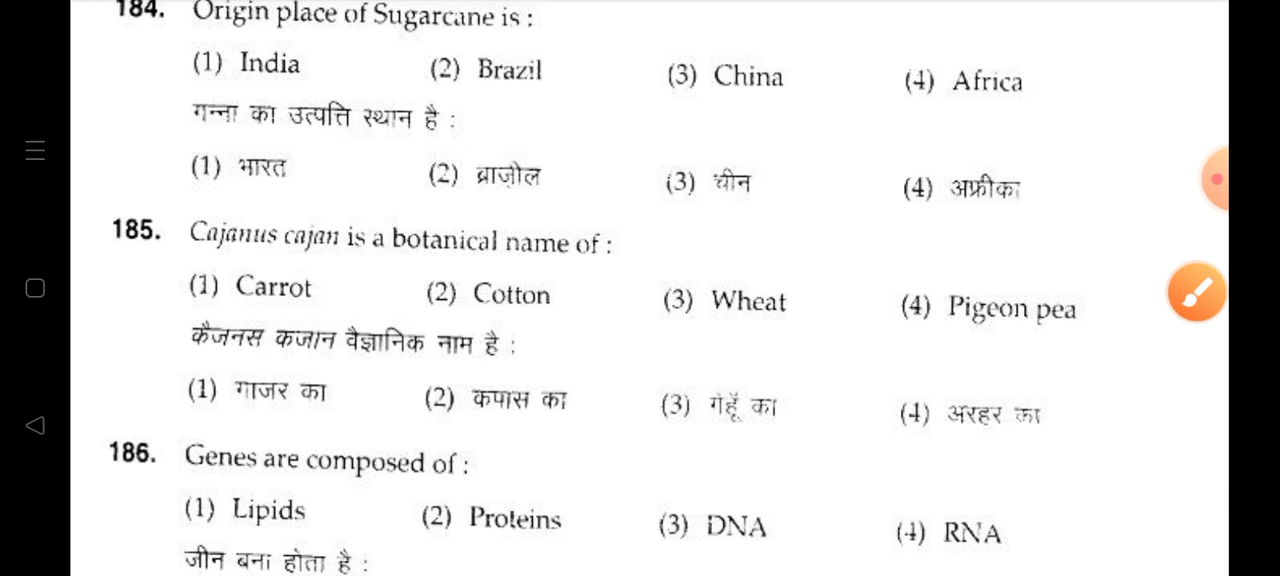 184. Origin place of Sugarcane is :
(1) India (2) Brazil (3) China (4) Africa
गन्ना का उत्पत्ति स्थान है :
(1) भारत (2) ब्राज़ील (3) चीन (4) अफ्रीका
185. Cajanus cajan is a botanical name of :
(1) Carrot (2) Cotton (3) Wheat (4) Pigeon pea
कैजनस कजान वैज्ञानिक नाम है :
(1) गाजर का (2) कपास का (3) गेहूँ का (4) अरहर का
186. Genes are composed of :
(1) Lipids (2) Proteins (3) DNA (4) RNA
जीन बना होता है :